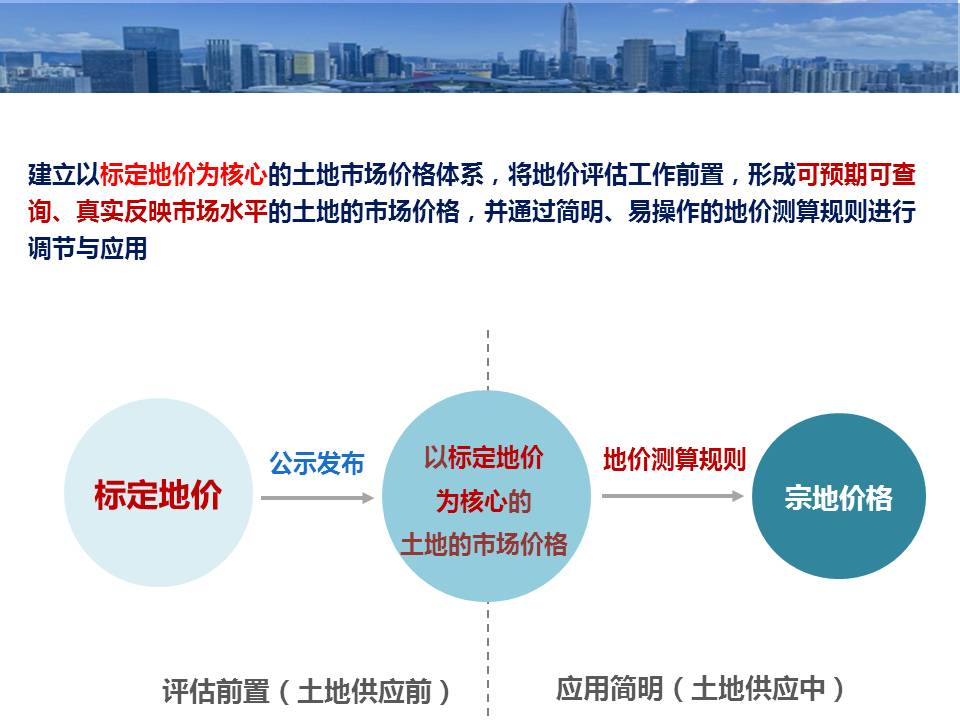 建立以标定地价为核心的土地市场价格体系，将地价评估工作前置，形成可预期可查
询、真实反映市场水平的土地的市场价格，并通过简明、易操作的地价测算规则进行
调节与应用
标定地价
公示发布
以标定地价
为核心的
土地的市场价格
地价测算规则
宗地价格
评估前置（土地供应前）
应用简明（土地供应中）